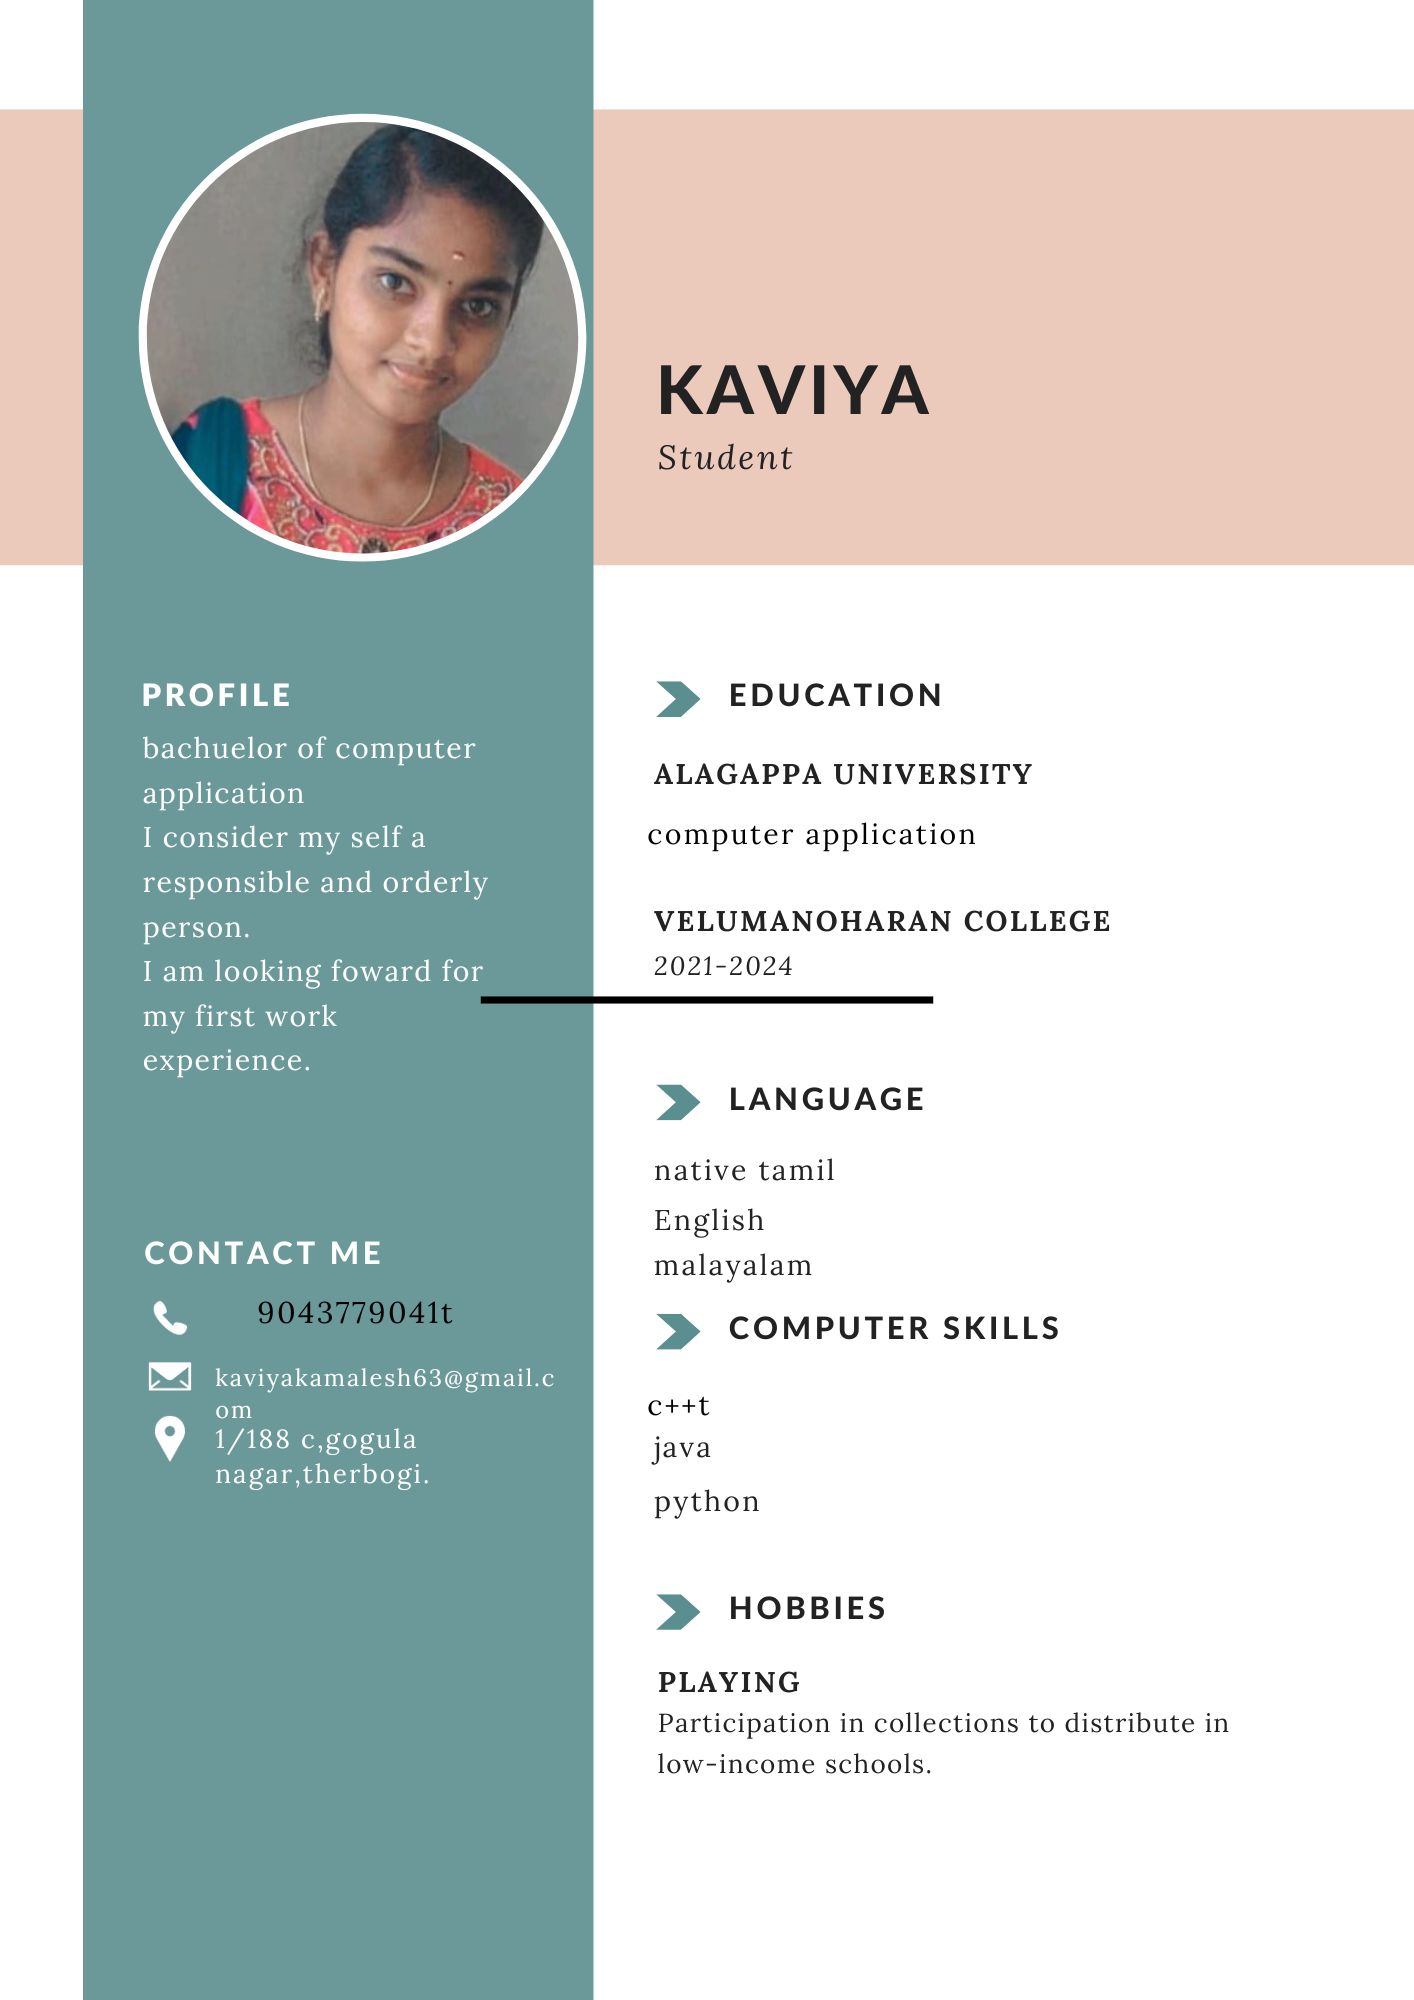 KAVIYA
Student
PROFILE
bachuelor of computer
application
I consider my self a
responsible and orderly
person.
I am looking foward for
my first work
experience.
CONTACT ME
9043779041t
kaviyakamalesh63@gmail.c
om
1/188 c,gogula
nagar,therbogi.
EDUCATION
ALAGAPPA UNIVERSITY
computer application
VELUMANOHARAN COLLEGE
2021-2024
LANGUAGE
native tamil
English
malayalam
COMPUTER SKILLS
c++t
java
python
HOBBIES
PLAYING
Participation in collections to distribute in
low-income schools.